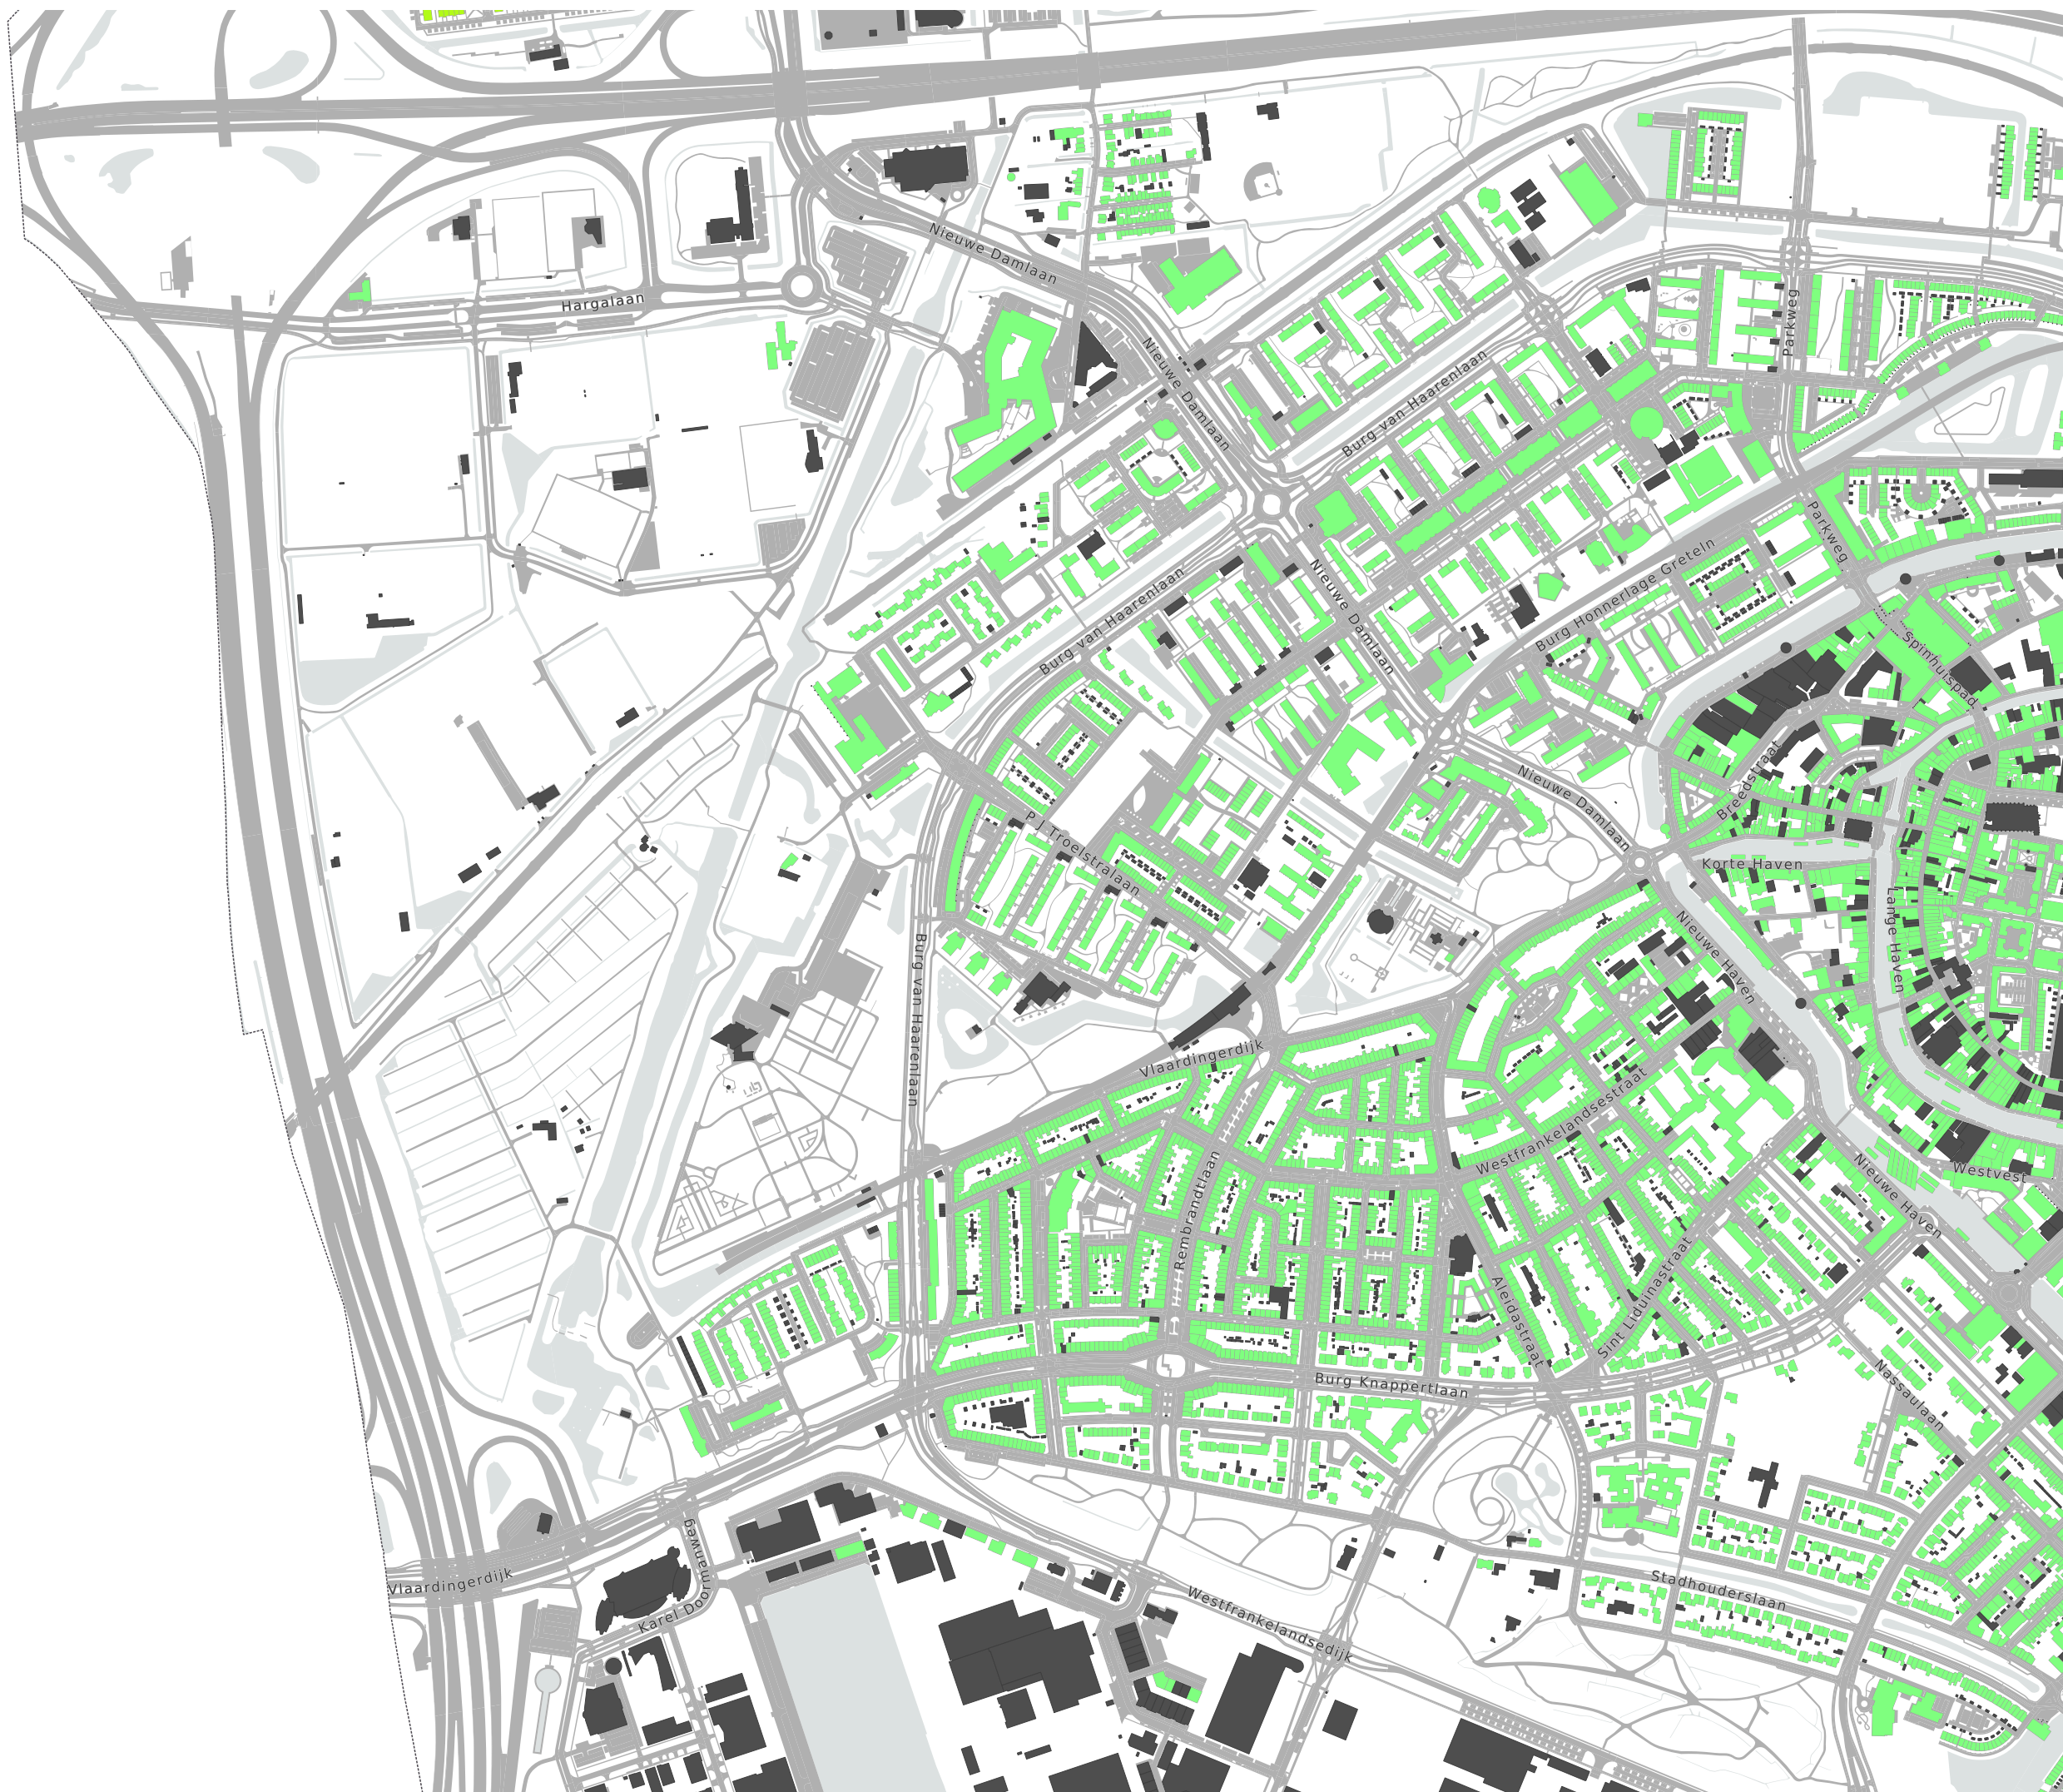 Nieuwe Damlaan
Hargalaan
Parkweg
Nieuwe Damlaan
Burg van Haarenlaan
Parkweg
Burg Honnerlage Greteln
Burg van Haarenlaan
Nieuwe Damlaan
Spinhuispad
Breedstraat
Nieuwe Damlaan
P J Troelstralaan
Korte Haven
Lange Haven
Nieuwe Haven
Burg van Haarenlaan
Vlaardingerdijk
Westfrankelandsestraat
Westvest
Nieuwe Haven
Rembrandtlaan
Aleidastraat
Sint Liduinastraat
Burg Knappertlaan
Nassaulaan
Vlaardingerdijk
Karel Doormanweg
Stadhouderslaan
Westfrankelandsedijk